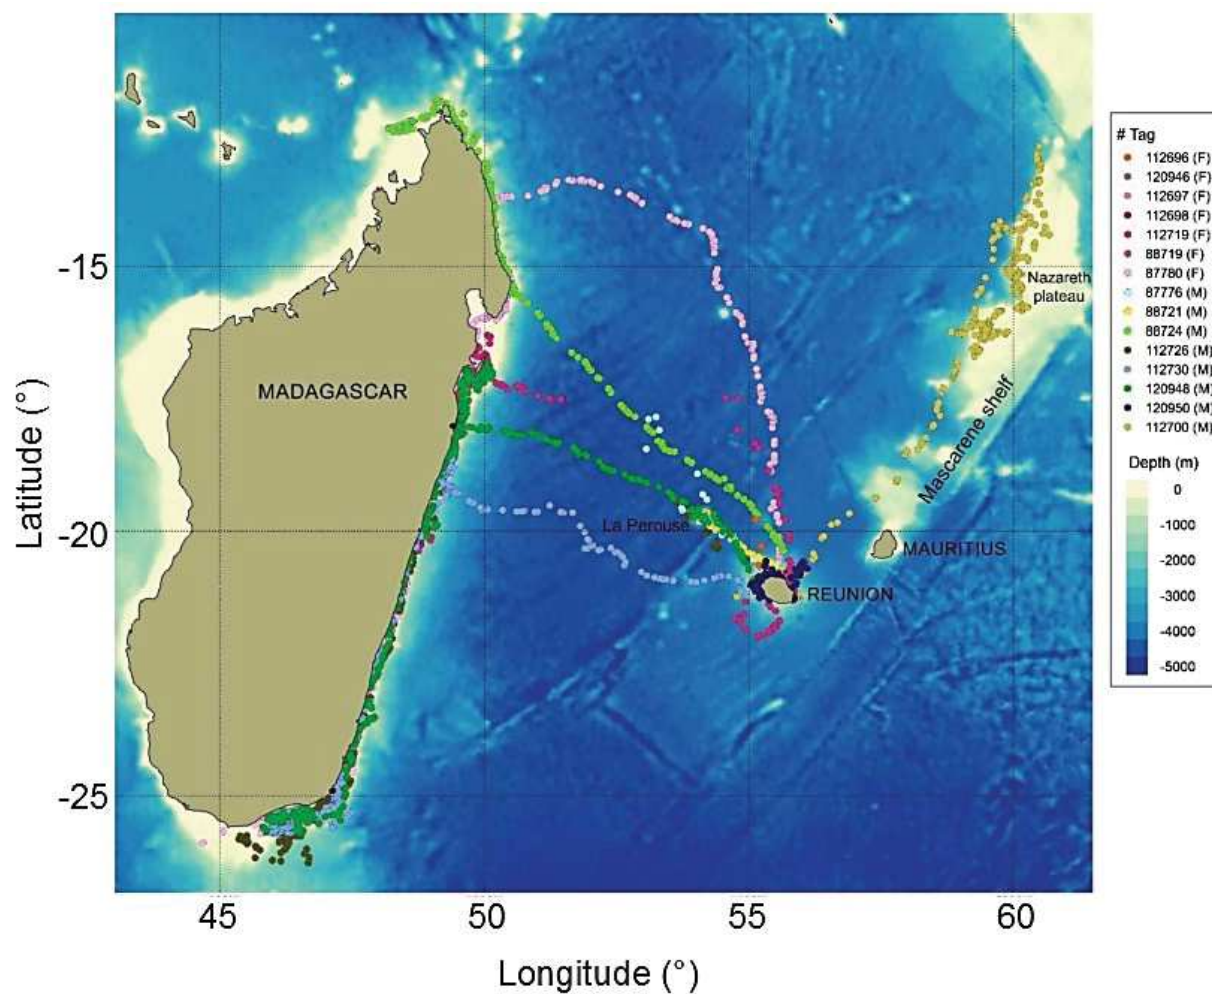 # Tag
112696 (F)
120946 (F)
112697 (F)
112698 (F)
112719 (F)
88719 (F)
87780 (F)
87776 (M)
88721 (M)
88724 (M)
112726 (M)
112730 (M)
120948 (M)
120950 (M)
112700 (M)
Depth (m)
0
-1000
-2000
-3000
-4000
-5000
Latitude (°)
-15
-20
-25
Nazareth
plateau
MADAGASCAR
Mascarene shelf
La Perouse
MAURITIUS
REUNION
45
50
55
60
Longitude (°)